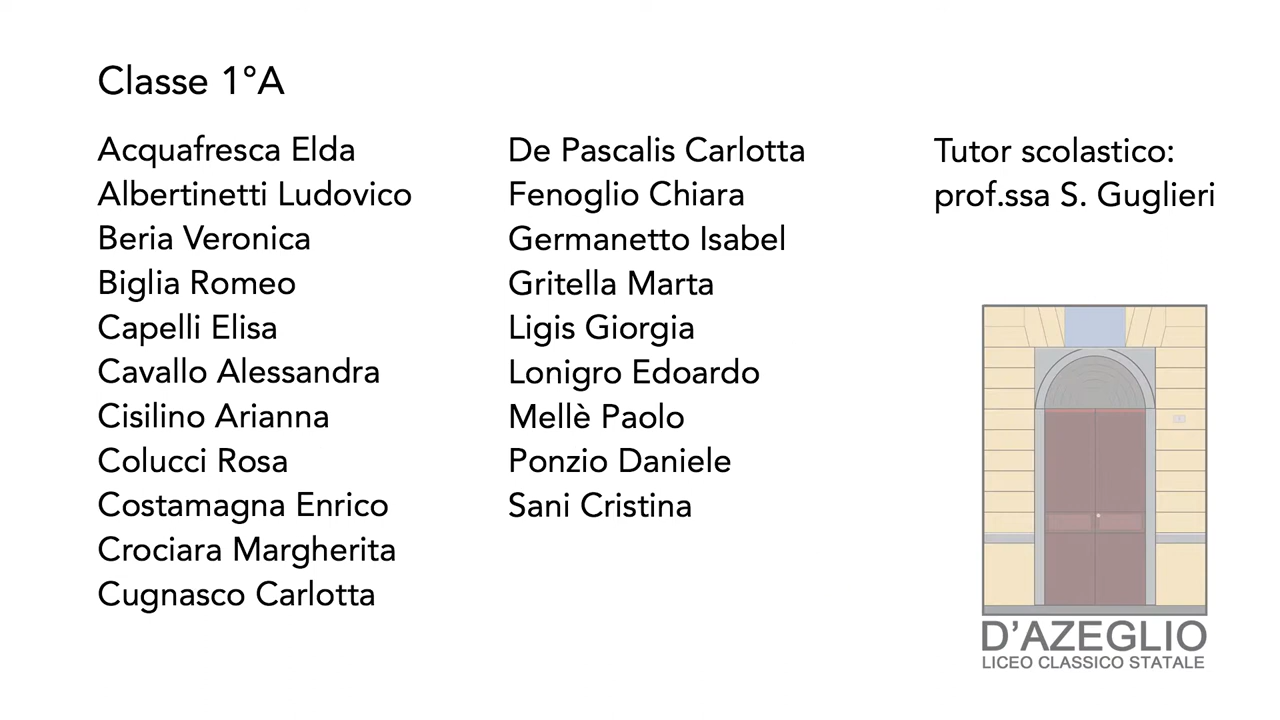 Classe 1°A
Acquafresca Elda
Albertinetti Ludovico
Beria Veronica
Biglia Romeo
Capelli Elisa
Cavallo Alessandra
Cisilino Arianna
Colucci Rosa
Costamagna Enrico
Crociara Margherita
Cugnasco Carlotta
De Pascalis Carlotta
Fenoglio Chiara
Germanetto Isabel
Gritella Marta
Ligis Giorgia
Lonigro Edoardo
Mellè Paolo
Ponzio Daniele
Sani Cristina
Tutor scolastico:
prof.ssa S. Guglieri
D'AZEGLIO
LICEO CLASSICO STATALE